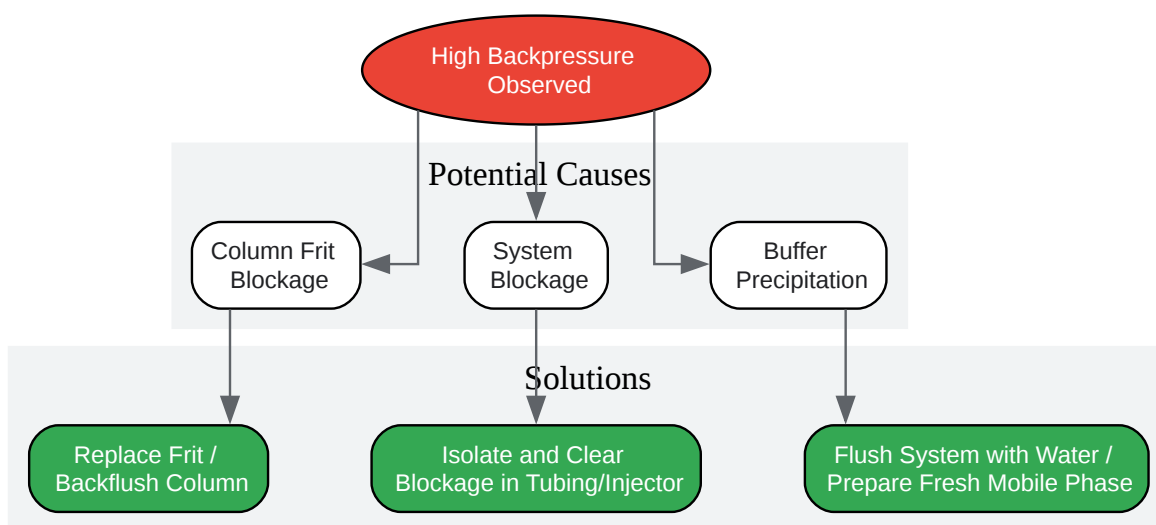 High Backpressure
Observed
Potential Causes
Column Frit
Blockage
System
Blockage
Buffer
Precipitation
Solutions
Replace Frit /
Backflush Column
Isolate and Clear
Blockage in Tubing/Injector
Flush System with Water /
Prepare Fresh Mobile Phase